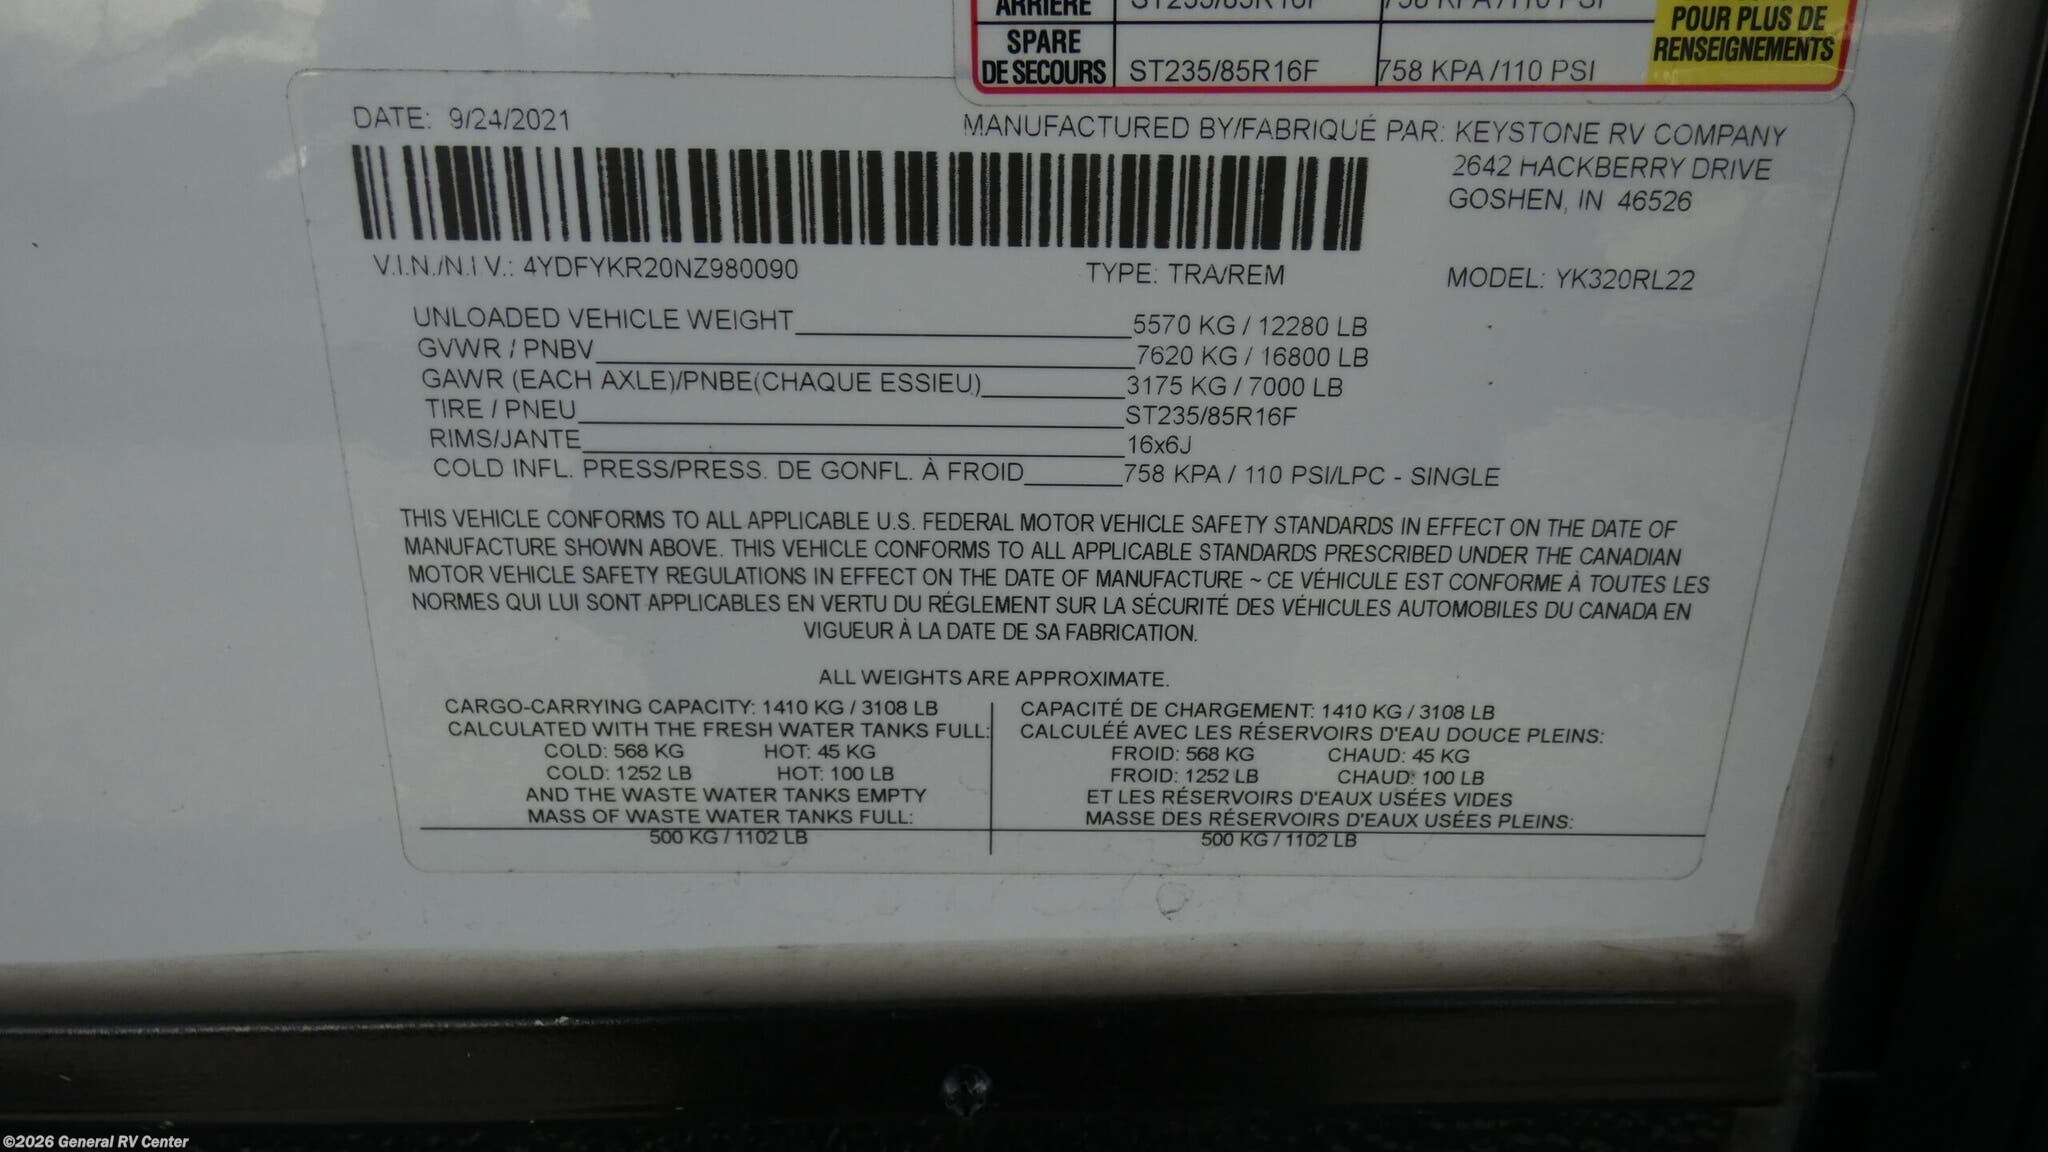 ARRIÈRE ST235/85R16F 758 KPA /110 PSI
POUR PLUS DE
RENSEIGNEMENTS
SPARE
DE SECOURS ST235/85R16F 758 KPA /110 PSI
DATE: 9/24/2021
MANUFACTURED BY/FABRIQUÉ PAR: KEYSTONE RV COMPANY
2642 HACKBERRY DRIVE
GOSHEN, IN 46526
V.I.N./N.I V.: 4YDFYKR20NZ980090 TYPE: TRA/REM MODEL: YK320RL22
UNLOADED VEHICLE WEIGHT 5570 KG / 12280 LB
GVWR / PNBV 7620 KG / 16800 LB
GAWR (EACH AXLE)/PNBE(CHAQUE ESSIEU) 3175 KG / 7000 LB
TIRE / PNEU ST235/85R16F
RIMS/JANTE 16x6J
COLD INFL. PRESS/PRESS. DE GONFL. À FROID 758 KPA / 110 PSI/LPC - SINGLE
THIS VEHICLE CONFORMS TO ALL APPLICABLE U.S. FEDERAL MOTOR VEHICLE SAFETY STANDARDS IN EFFECT ON THE DATE OF
MANUFACTURE SHOWN ABOVE. THIS VEHICLE CONFORMS TO ALL APPLICABLE STANDARDS PRESCRIBED UNDER THE CANADIAN
MOTOR VEHICLE SAFETY REGULATIONS IN EFFECT ON THE DATE OF MANUFACTURE ~ CE VÉHICULE EST CONFORME À TOUTES LES
NORMES QUI LUI SONT APPLICABLES EN VERTU DU RÉGLEMENT SUR LA SÉCURITÉ DES VÉHICULES AUTOMOBILES DU CANADA EN
VIGUEUR À LA DATE DE SA FABRICATION.
ALL WEIGHTS ARE APPROXIMATE.
CARGO-CARRYING CAPACITY: 1410 KG / 3108 LB
CALCULATED WITH THE FRESH WATER TANKS FULL:
COLD: 568 KG HOT: 45 KG
COLD: 1252 LB HOT: 100 LB
AND THE WASTE WATER TANKS EMPTY
MASS OF WASTE WATER TANKS FULL:
500 KG / 1102 LB
CAPACITÉ DE CHARGEMENT: 1410 KG / 3108 LB
CALCULÉÉ AVEC LES RÉSERVOIRS D'EAU DOUCE PLEINS:
FROID: 568 KG CHAUD: 45 KG
FROID: 1252 LB CHAUD: 100 LB
ET LES RÉSERVOIRS D'EAUX USÉES VIDES
MASSE DES RÉSERVOIRS D'EAUX USÉES PLEINS:
500 KG / 1102 LB
©2026 General RV Center